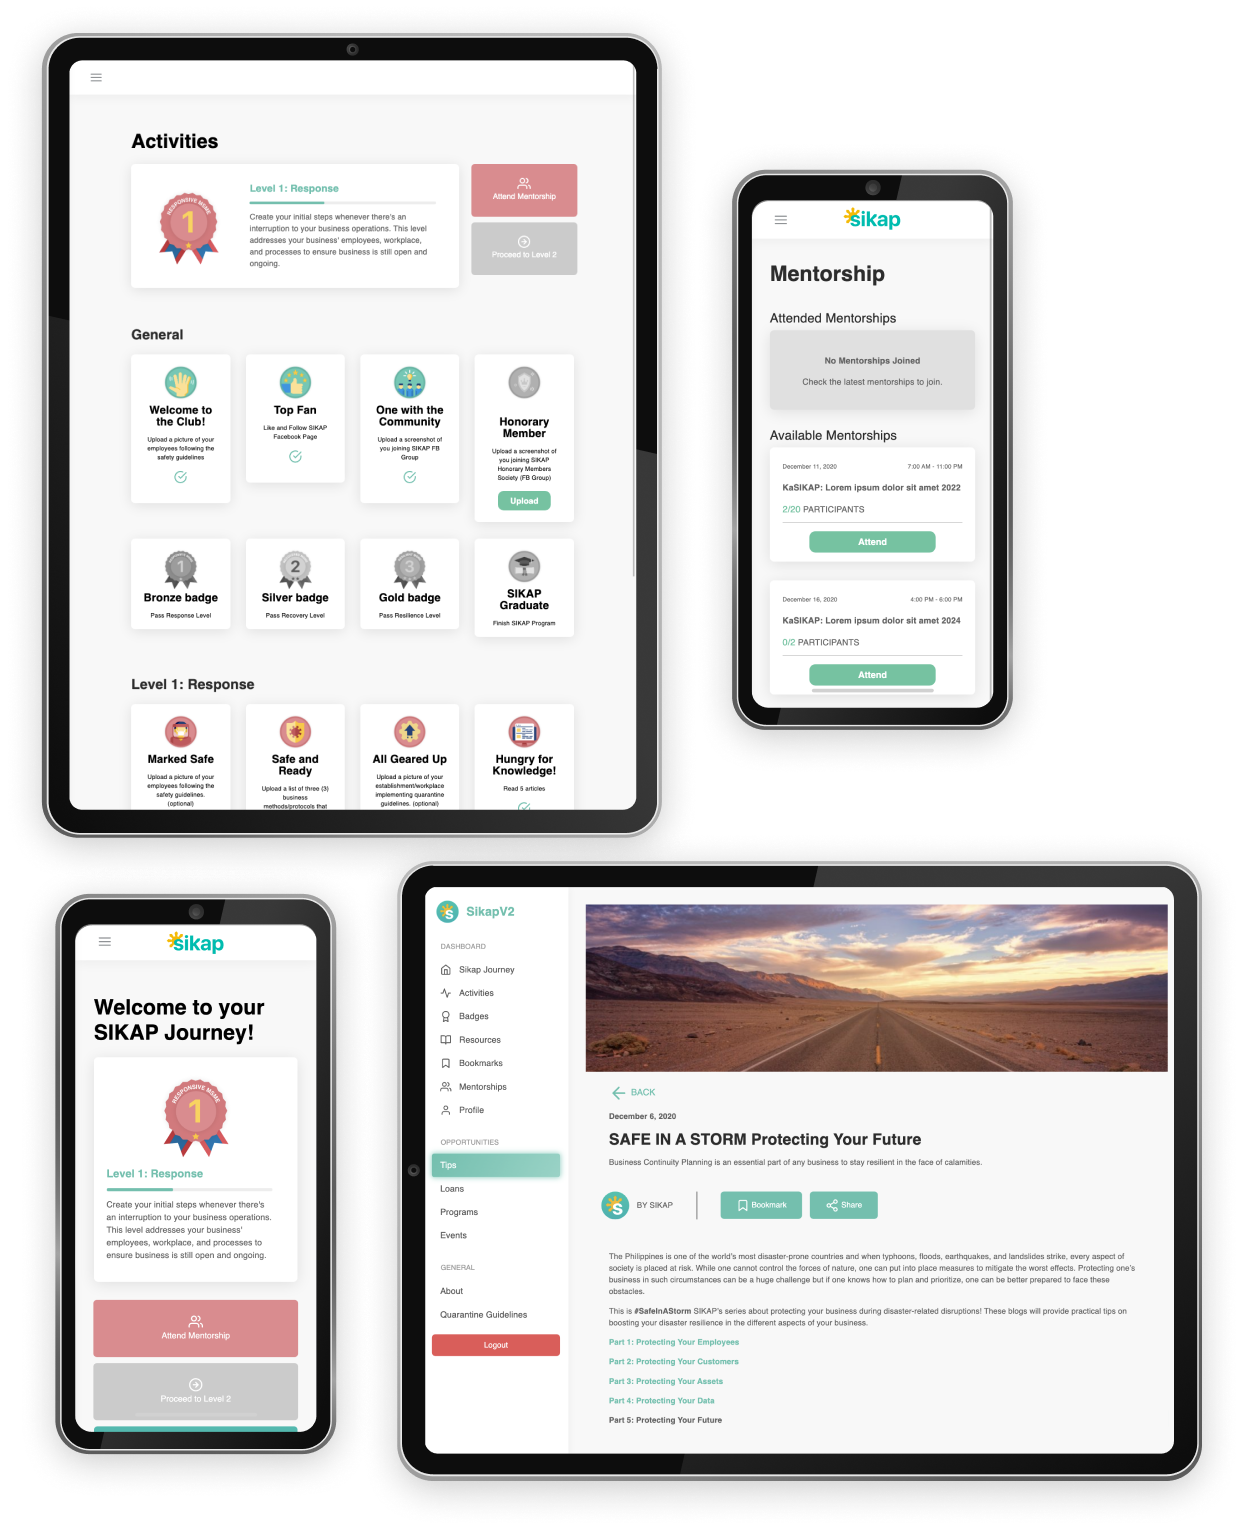 Activities
RESPONSIVE MSME
1
Level 1: Response
Create your initial steps whenever there's an
interruption to your business operations. This level
addresses your business' employees, workplace,
and processes to ensure business is still open and
ongoing.
Attend Mentorship
Proceed to Level 2
General
Welcome to
the Club!
Upload a picture of your
employees following the
safety guidelines
Top Fan
Like and Follow SIKAP
Facebook Page
One with the
Community
Upload a screenshot of
you joining SIKAP FB
Group
Honorary
Member
Upload a screenshot of
you joining SIKAP
Honorary Members
Society (FB Group)
Upload
1
Bronze badge
Pass Response Level
2
Silver badge
Pass Recovery Level
3
Gold badge
Pass Resilience Level
SIKAP
Graduate
Finish SIKAP Program
Level 1: Response
Marked Safe
Upload a picture of your
employees following the
safety guidelines.
(optional)
Safe and
Ready
Upload a list of three (3)
business
methods/protocols that
All Geared Up
Upload a picture of your
establishment/workplace
implementing quarantine
guidelines. (optional)
Hungry for
Knowledge!
Read 5 articles
sikap
Mentorship
Attended Mentorships
No Mentorships Joined
Check the latest mentorships to join.
Available Mentorships
December 11, 2020 7:00 AM - 11:00 PM
KaSIKAP: Lorem ipsum dolor sit amet 2022
2/20 PARTICIPANTS
Attend
December 16, 2020 4:00 PM - 6:00 PM
KaSIKAP: Lorem ipsum dolor sit amet 2024
0/2 PARTICIPANTS
Attend
sikap
Welcome to your
SIKAP Journey!
RESPONSIVE MSME
1
Level 1: Response
Create your initial steps whenever there's
an interruption to your business operations.
This level addresses your business'
employees, workplace, and processes to
ensure business is still open and ongoing.
Attend Mentorship
Proceed to Level 2
S SikapV2
DASHBOARD
Sikap Journey
Activities
Badges
Resources
Bookmarks
Mentorships
Profile
OPPORTUNITIES
Tips
Loans
Programs
Events
GENERAL
About
Quarantine Guidelines
Logout
BACK
December 6, 2020
SAFE IN A STORM Protecting Your Future
Business Continuity Planning is an essential part of any business to stay resilient in the face of calamities.
S BY SIKAP
Bookmark
Share
The Philippines is one of the world's most disaster-prone countries and when typhoons, floods, earthquakes, and landslides strike, every aspect of
society is placed at risk. While one cannot control the forces of nature, one can put into place measures to mitigate the worst effects. Protecting one's
business in such circumstances can be a huge challenge but if one knows how to plan and prioritize, one can be better prepared to face these
obstacles.
This is #SafeInAStorm SIKAP's series about protecting your business during disaster-related disruptions! These blogs will provide practical tips on
boosting your disaster resilience in the different aspects of your business.
Part 1: Protecting Your Employees
Part 2: Protecting Your Customers
Part 3: Protecting Your Assets
Part 4: Protecting Your Data
Part 5: Protecting Your Future